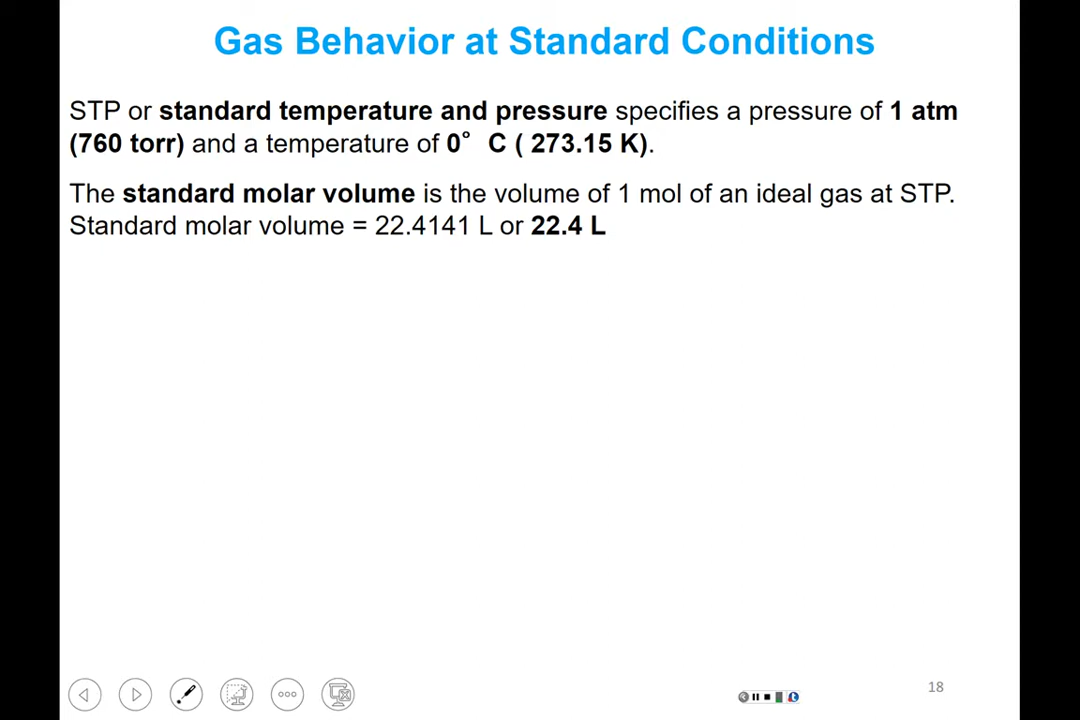 Gas Behavior at Standard Conditions
STP or standard temperature and pressure specifies a pressure of 1 atm
(760 torr) and a temperature of 0° C ( 273.15 K).
The standard molar volume is the volume of 1 mol of an ideal gas at STP.
Standard molar volume = 22.4141 L or 22.4 L
18